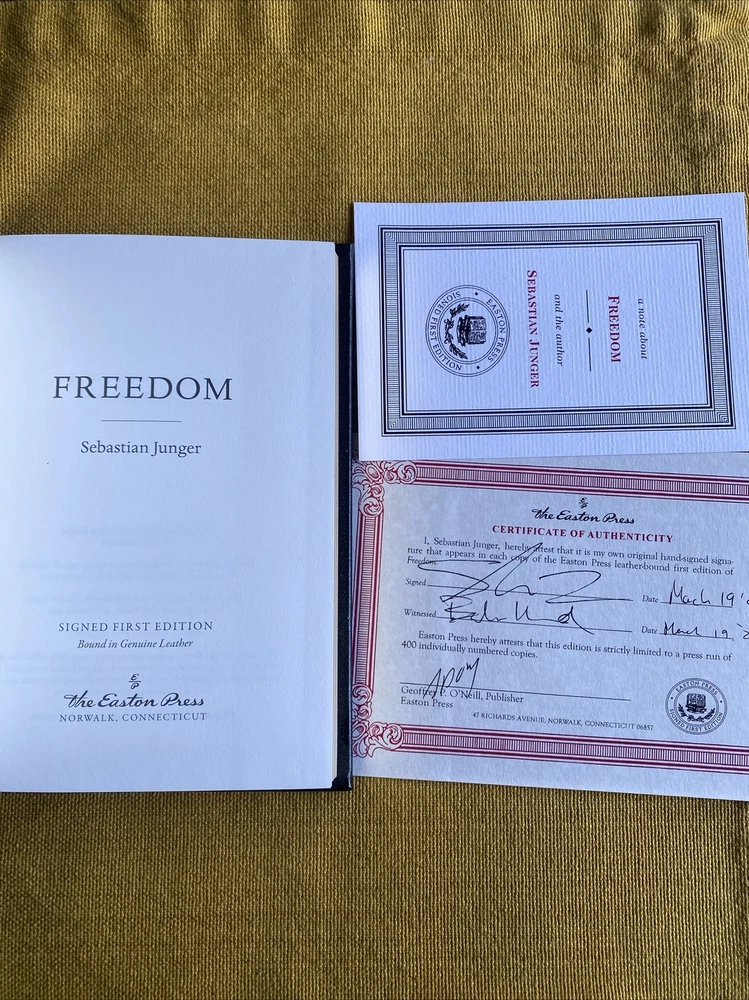 FREEDOM
Sebastian Junger
SIGNED FIRST EDITION
Bound in Genuine Leather
E/P
The Easton Press
NORWALK, CONNECTICUT
a note about
FREEDOM
and the author
SEBASTIAN JUNGER
EASTON PRESS
SIGNED FIRST EDITION
E/P
The Easton Press
CERTIFICATE OF AUTHENTICITY
I, Sebastian Junger, hereby attest that it is my own original hand-signed signa-
ture that appears in each copy of the Easton Press leather-bound first edition of
Freedom.
Signed
Date March 19
Witnessed
Date March 19
Easton Press hereby attests that this edition is strictly limited to a press run of
400 individually numbered copies.
Geoffrey P. O'Neill, Publisher
Easton Press
47 RICHARDS AVENUE, NORWALK, CONNECTICUT 06857
EASTON PRESS
SIGNED FIRST EDITION